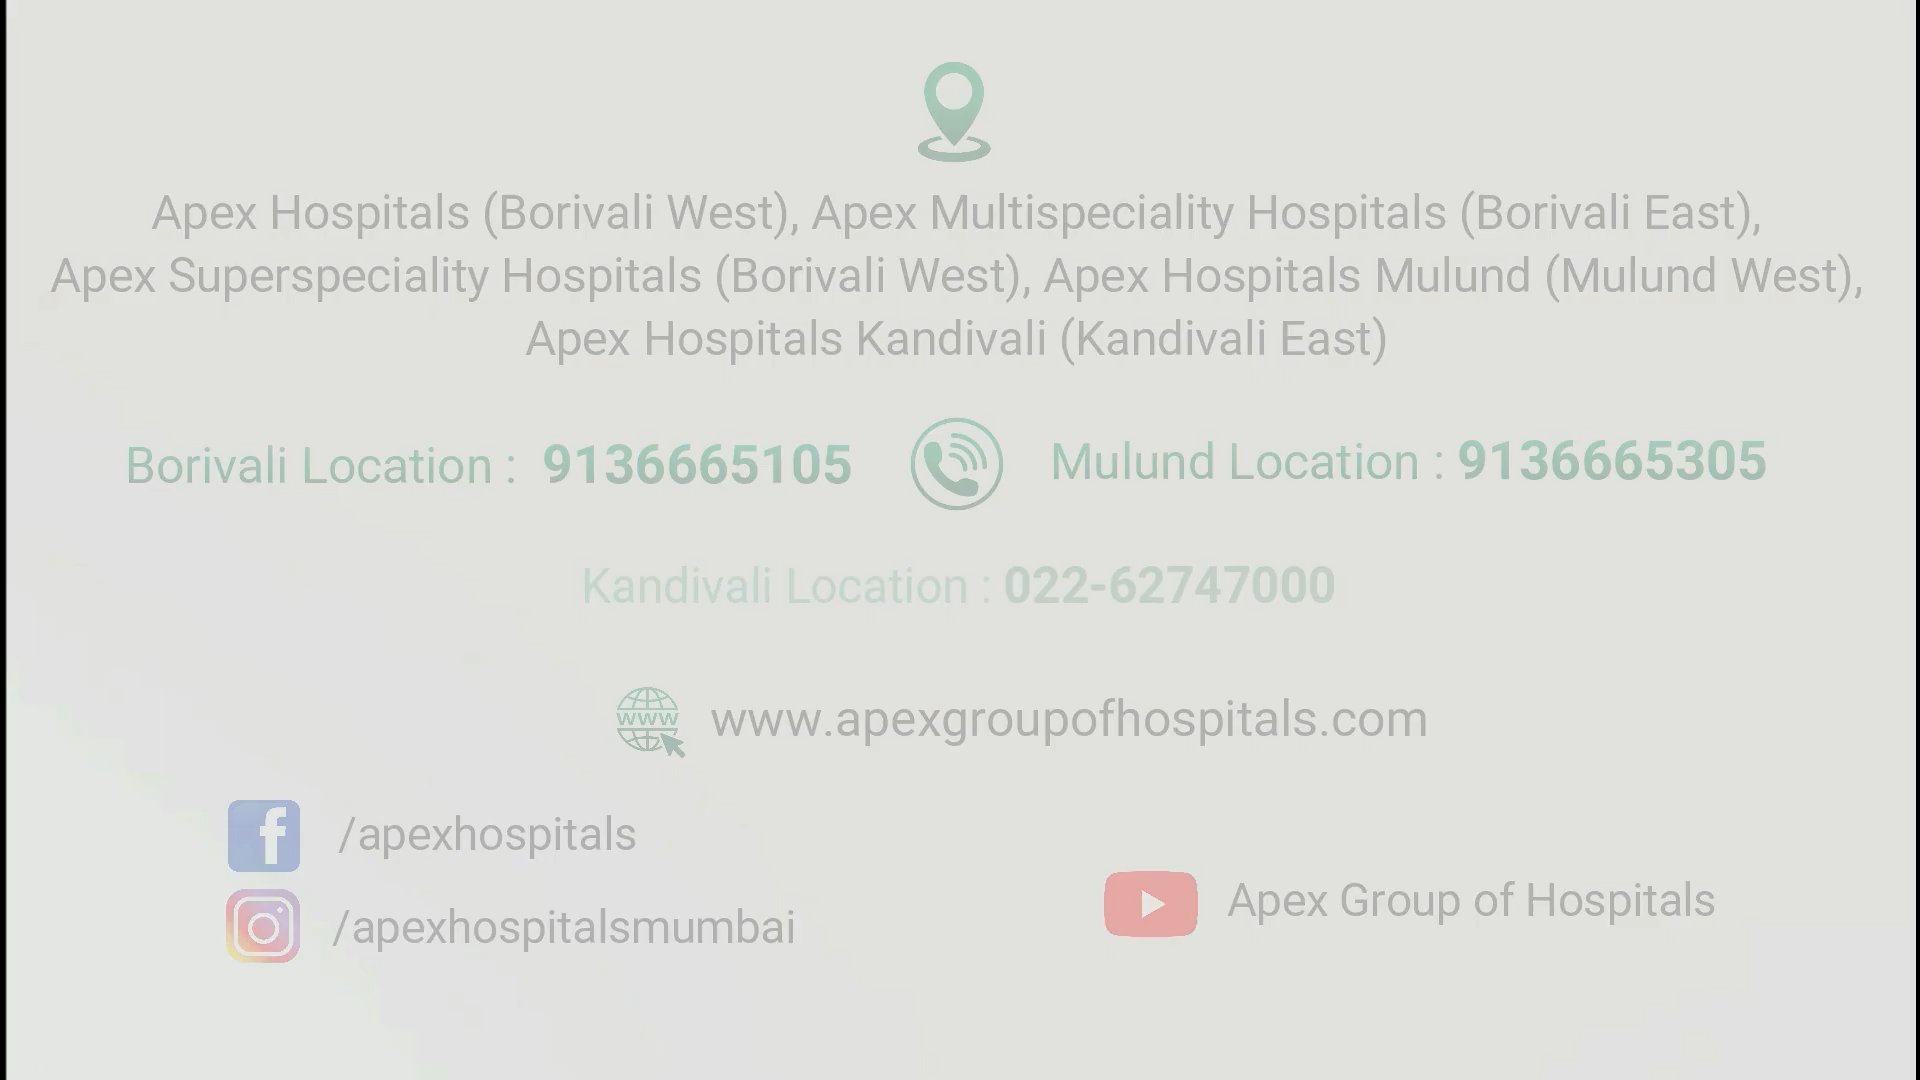 Apex Hospitals (Borivali West), Apex Multispeciality Hospitals (Borivali East),
Apex Superspeciality Hospitals (Borivali West), Apex Hospitals Mulund (Mulund West),
Apex Hospitals Kandivali (Kandivali East)
Borivali Location : 9136665105
Mulund Location : 9136665305
Kandivali Location : 022-62747000
www
www.apexgroupofhospitals.com
/apexhospitals
/apexhospitalsmumbai
Apex Group of Hospitals